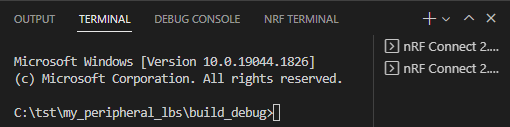 OUTPUT TERMINAL DEBUG CONSOLE NRF TERMINAL
Microsoft Windows [Version 10.0.19044.1826]
(c) Microsoft Corporation. All rights reserved.
C:\tst\my_peripheral_lbs\build_debug>
nRF Connect 2....
nRF Connect 2....